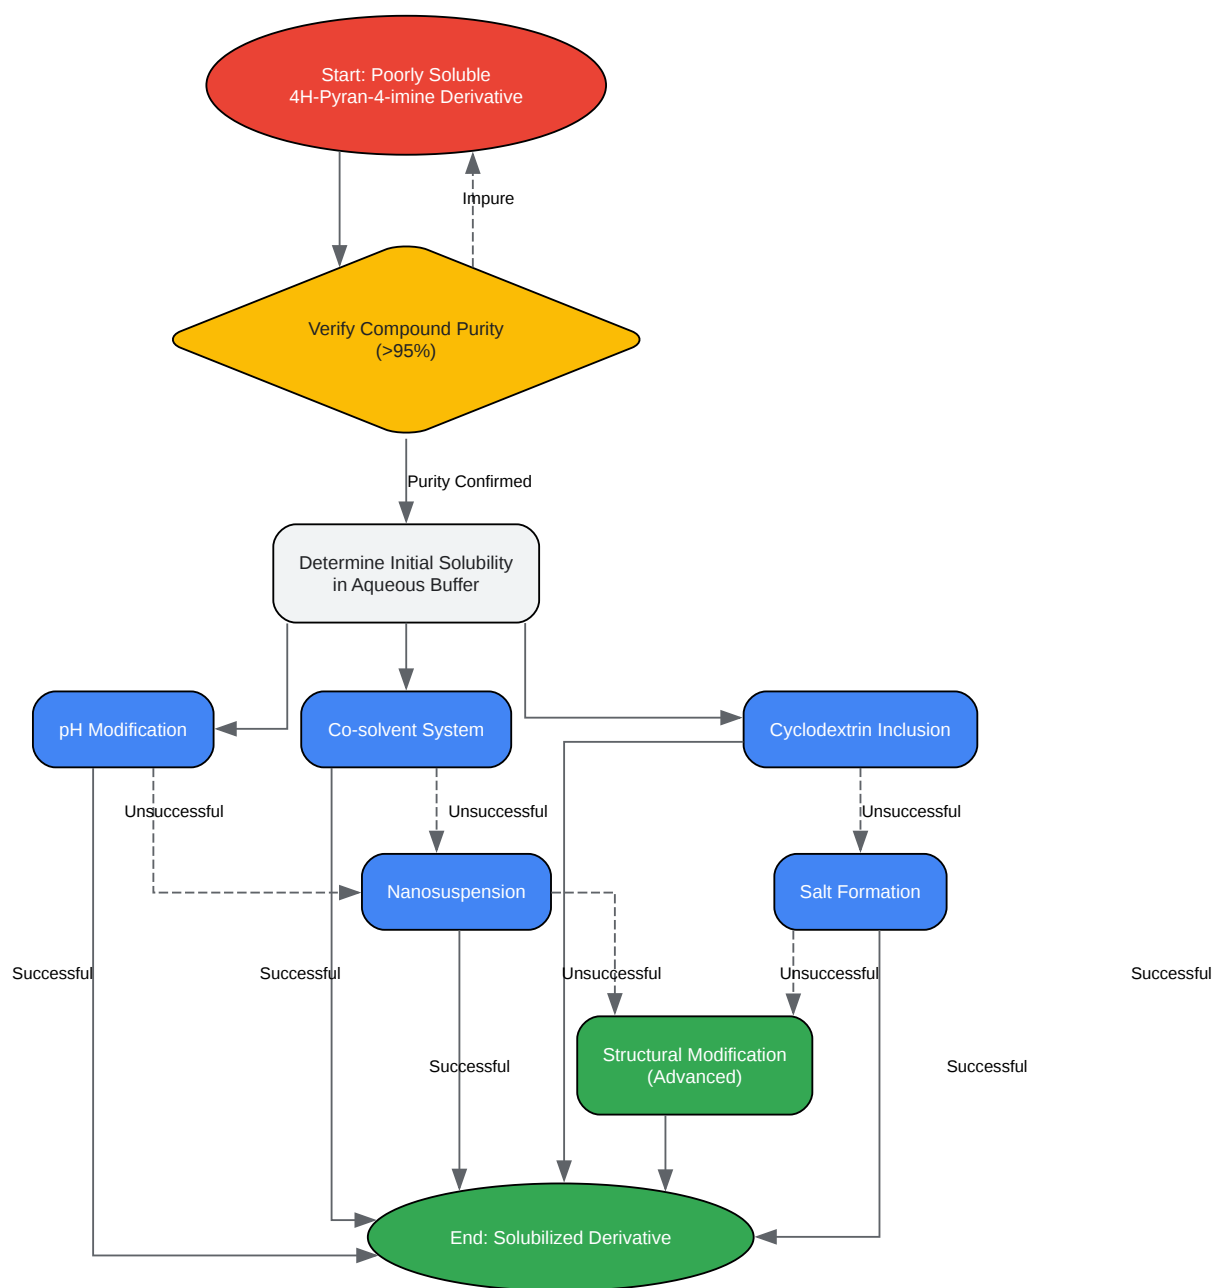 Start: Poorly Soluble
4H-Pyran-4-imine Derivative
Impure
Verify Compound Purity
(>95%)
Purity Confirmed
Determine Initial Solubility
in Aqueous Buffer
pH Modification
Co-solvent System
Cyclodextrin Inclusion
Unsuccessful
Unsuccessful
Unsuccessful
Nanosuspension
Salt Formation
Successful
Successful
Unsuccessful
Unsuccessful
Successful
Structural Modification
(Advanced)
Successful
Successful
End: Solubilized Derivative